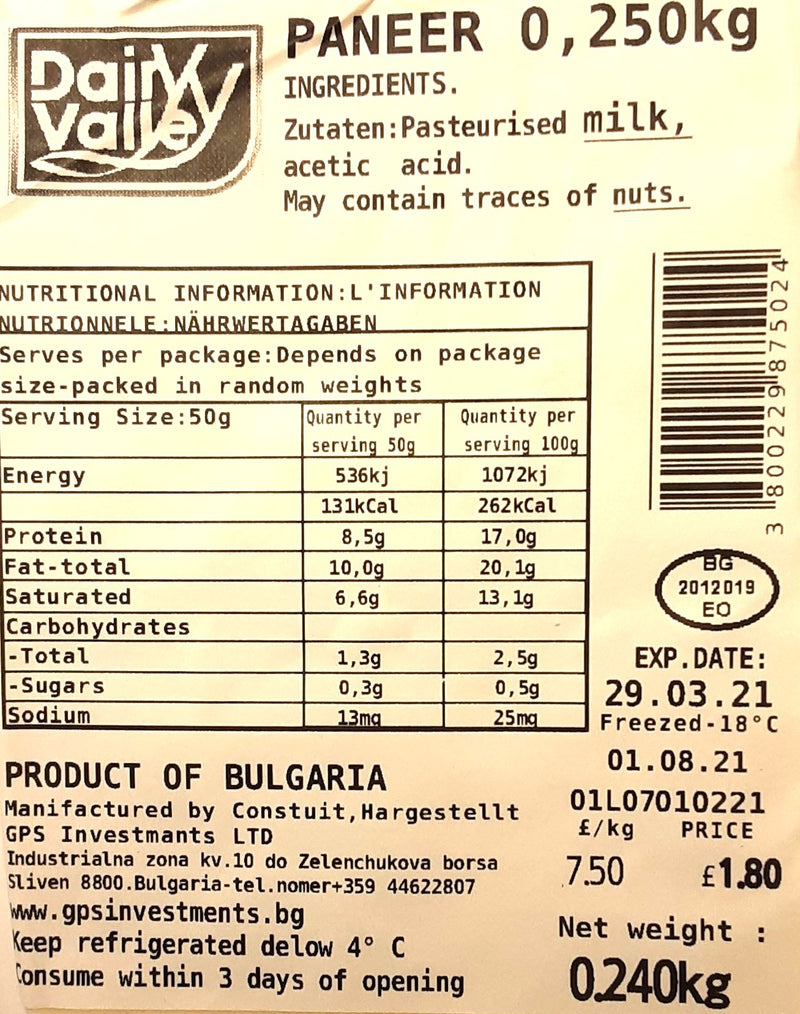 Dairy
Valley
PANEER 0,250kg
INGREDIENTS.
Zutaten:Pasteurised milk,
acetic acid.
May contain traces of nuts.
NUTRITIONAL INFORMATION:L'INFORMATION
NUTRIONNELE:NÄHRWERTAGABEN
Serves per package:Depends on package
size-packed in random weights
Serving Size:50g Quantity per serving 50g Quantity per serving 100g
Energy 536kj 1072kj
131kCal 262kCal
Protein 8,5g 17,0g
Fat-total 10,0g 20,1g
Saturated 6,6g 13,1g
Carbohydrates
-Total 1,3g 2,5g
-Sugars 0,3g 0,5g
Sodium 13mg 25mg
3 800229 875024
BG
2012019
EO
EXP.DATE:
29.03.21
Freezed-18°C
01.08.21
01L07010221
£/kg PRICE
7.50 £1.80
Net weight :
0.240kg
PRODUCT OF BULGARIA
Manifactured by Constuit,Hargestellt
GPS Investmants LTD
Industrialna zona kv.10 do Zelenchukova borsa
Sliven 8800.Bulgaria-tel.nomer+359 44622807
www.gpsinvestments.bg
Keep refrigerated delow 4° C
Consume within 3 days of opening